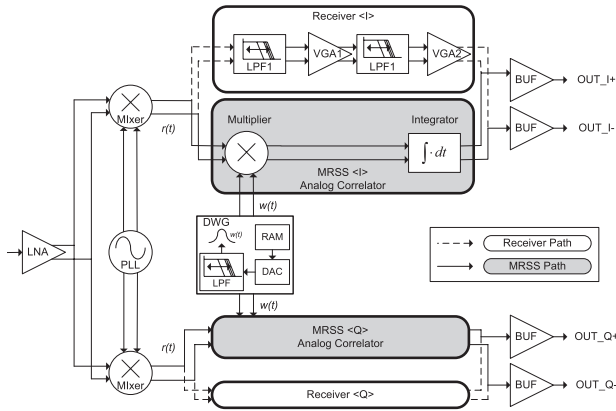 Receiver <I>
LPF1
VGA1
LPF1
VGA2
BUF
OUT_I+
MIxer
r(t)
Multiplier
Integrator
∫· dt
BUF
OUT_I-
MRSS <I>
Analog Correlator
w(t)
DWG
w(t)
RAM
LNA
PLL
LPF
DAC
Receiver Path
MRSS Path
w(t)
r(t)
MRSS <Q>
Analog Correlator
BUF
OUT_Q+
MIxer
Receiver <Q>
BUF
OUT_Q-